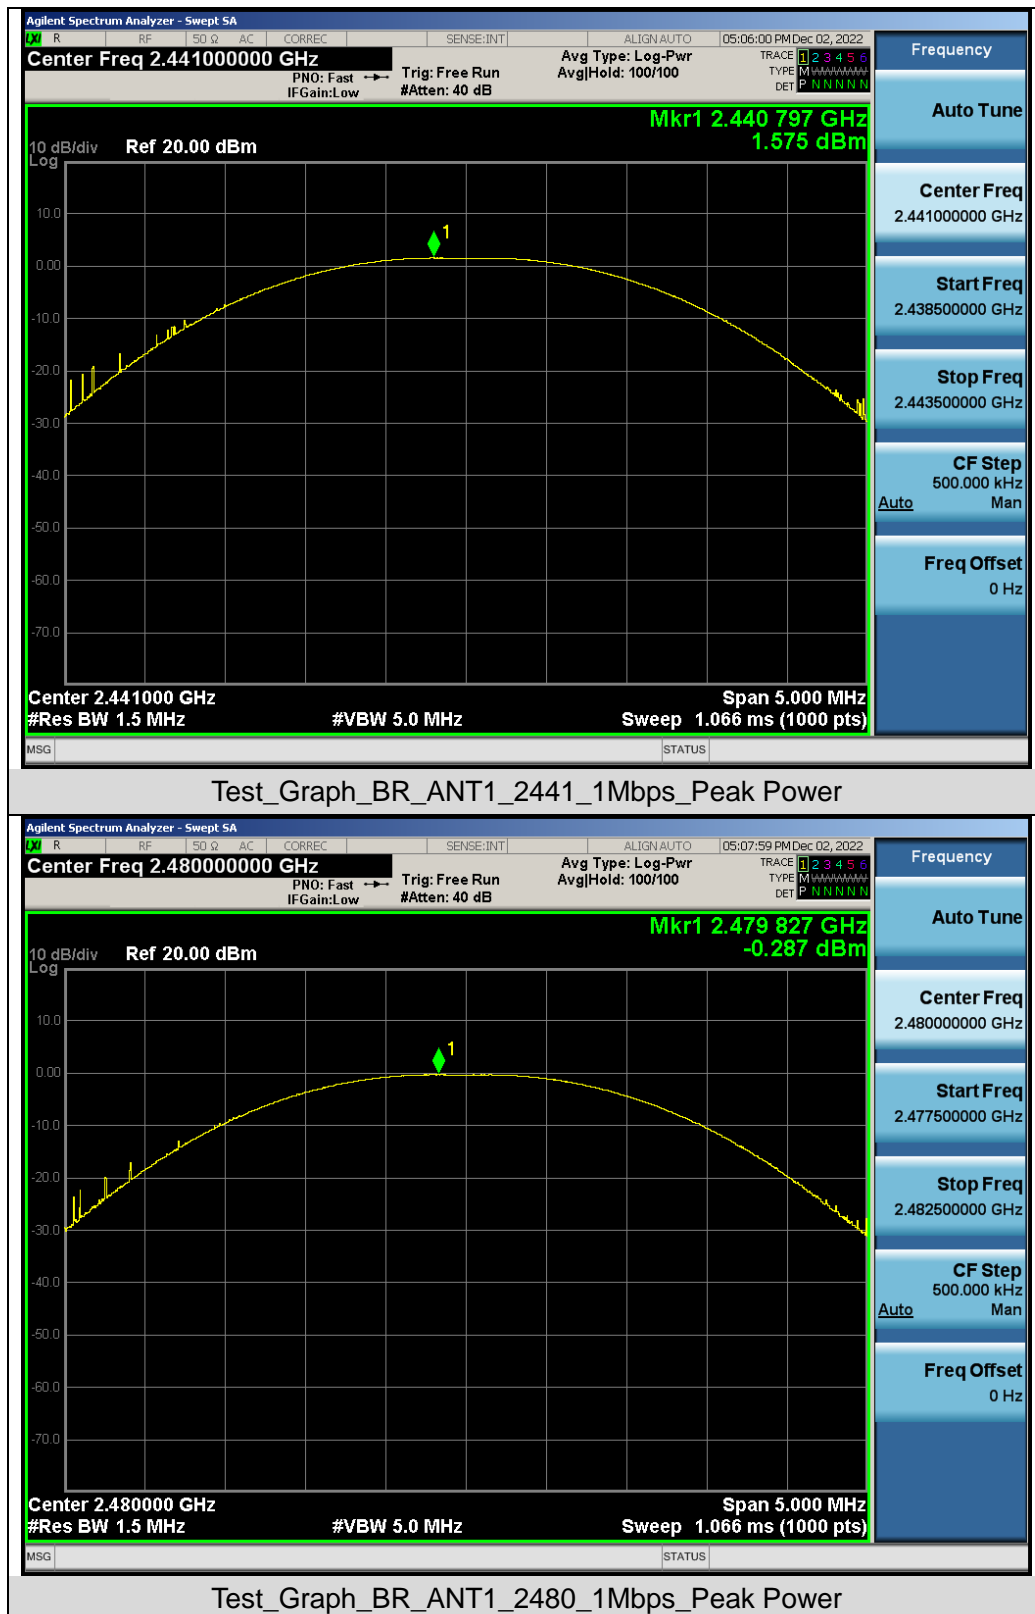 Agilent Spectrum Analyzer - Swept SA
LXI R RF 50 Ω AC CORREC SENSE:INT ALIGN AUTO 05:06:00 PM Dec 02, 2022
Center Freq 2.441000000 GHz
PNO: Fast
IFGain:Low
Trig: Free Run
#Atten: 40 dB
Avg Type: Log-Pwr
Avg|Hold: 100/100
TRACE 1 2 3 4 5 6
TYPE M WWWWW
DET P N N N N N
Frequency
Auto Tune
Center Freq
2.441000000 GHz
Start Freq
2.438500000 GHz
Stop Freq
2.443500000 GHz
CF Step
500.000 kHz
Auto Man
Freq Offset
0 Hz
Mkr1 2.440 797 GHz
1.575 dBm
10 dB/div Ref 20.00 dBm
Log
10.0
1
0.00
-10.0
-20.0
-30.0
-40.0
-50.0
-60.0
-70.0
Center 2.441000 GHz Span 5.000 MHz
#Res BW 1.5 MHz #VBW 5.0 MHz Sweep 1.066 ms (1000 pts)
MSG STATUS
Test_Graph_BR_ANT1_2441_1Mbps_Peak Power
Agilent Spectrum Analyzer - Swept SA
LXI R RF 50 Ω AC CORREC SENSE:INT ALIGN AUTO 05:07:59 PM Dec 02, 2022
Center Freq 2.480000000 GHz
PNO: Fast
IFGain:Low
Trig: Free Run
#Atten: 40 dB
Avg Type: Log-Pwr
Avg|Hold: 100/100
TRACE 1 2 3 4 5 6
TYPE M WWWWW
DET P N N N N N
Frequency
Auto Tune
Center Freq
2.480000000 GHz
Start Freq
2.477500000 GHz
Stop Freq
2.482500000 GHz
CF Step
500.000 kHz
Auto Man
Freq Offset
0 Hz
Mkr1 2.479 827 GHz
-0.287 dBm
10 dB/div Ref 20.00 dBm
Log
10.0
1
0.00
-10.0
-20.0
-30.0
-40.0
-50.0
-60.0
-70.0
Center 2.480000 GHz Span 5.000 MHz
#Res BW 1.5 MHz #VBW 5.0 MHz Sweep 1.066 ms (1000 pts)
MSG STATUS
Test_Graph_BR_ANT1_2480_1Mbps_Peak Power